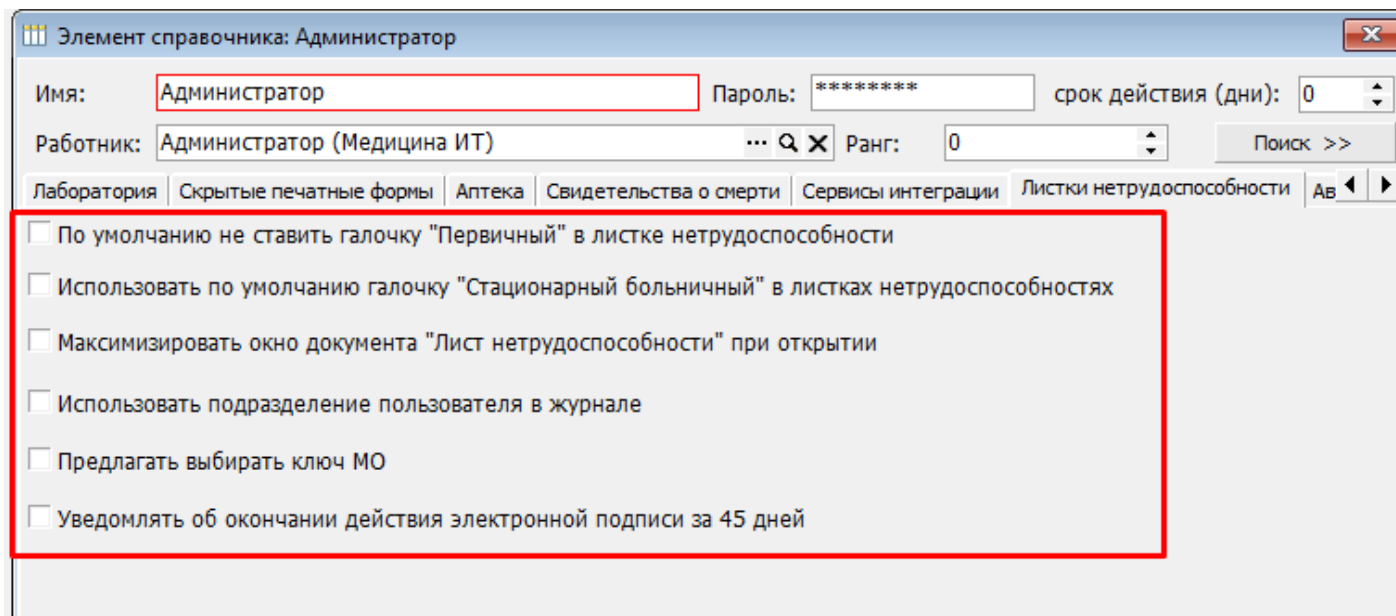 Элемент справочника: Администратор
Имя: Администратор Пароль: ******** срок действия (дни): 0
Работник: Администратор (Медицина ИТ) ... Ранг: 0 Поиск >>
Лаборатория Скрытые печатные формы Аптека Свидетельства о смерти Сервисы интеграции Листки нетрудоспособности Ав
По умолчанию не ставить галочку "Первичный" в листке нетрудоспособности
Использовать по умолчанию галочку "Стационарный больничный" в листках нетрудоспособностях
Максимизировать окно документа "Лист нетрудоспособности" при открытии
Использовать подразделение пользователя в журнале
Предлагать выбирать ключ МО
Уведомлять об окончании действия электронной подписи за 45 дней